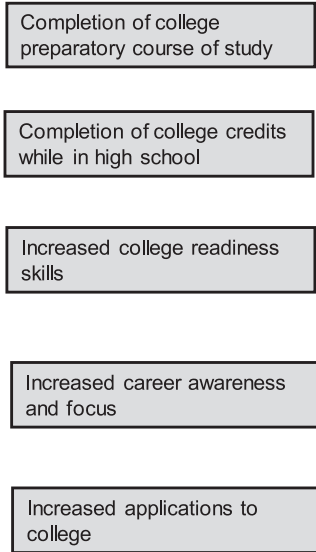 Completion of college
preparatory course of study
Completion of college credits
while in high school
Increased college readiness
skills
Increased career awareness
and focus
Increased applications to
college